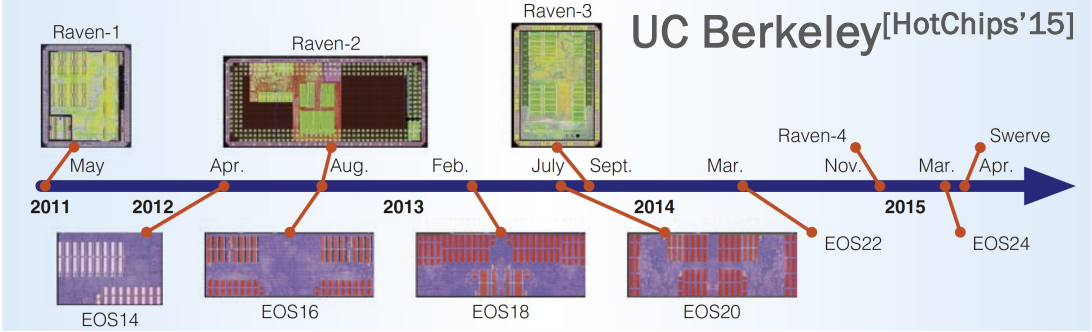 UC Berkeley[HotChips'15]
Raven-1
Raven-2
Raven-3
Raven-4
Swerve
May
Apr.
Aug.
Feb.
July
Sept.
Mar.
Nov.
Mar.
Apr.
2011
2012
2013
2014
2015
EOS14
EOS16
EOS18
EOS20
EOS22
EOS24